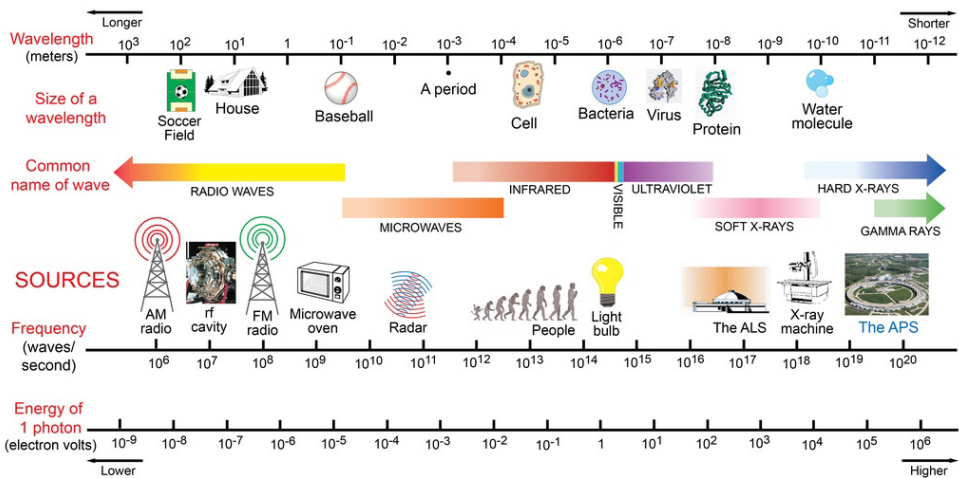 Longer
Shorter
Wavelength
(meters)
10³ 10² 10¹ 1 10⁻¹ 10⁻² 10⁻³ 10⁻⁴ 10⁻⁵ 10⁻⁶ 10⁻⁷ 10⁻⁸ 10⁻⁹ 10⁻¹⁰ 10⁻¹¹ 10⁻¹²
Size of a
wavelength
Soccer
Field
House
Baseball
A period
Cell
Bacteria
Virus
Protein
Water
molecule
Common
name of wave
RADIO WAVES
MICROWAVES
INFRARED
VISIBLE
ULTRAVIOLET
SOFT X-RAYS
HARD X-RAYS
GAMMA RAYS
SOURCES
AM
radio
rf
cavity
FM
radio
Microwave
oven
Radar
People
Light
bulb
The ALS
X-ray
machine
The APS
Frequency
(waves/
second)
10⁶ 10⁷ 10⁸ 10⁹ 10¹⁰ 10¹¹ 10¹² 10¹³ 10¹⁴ 10¹⁵ 10¹⁶ 10¹⁷ 10¹⁸ 10¹⁹ 10²⁰
Energy of
1 photon
(electron volts)
10⁻⁹ 10⁻⁸ 10⁻⁷ 10⁻⁶ 10⁻⁵ 10⁻⁴ 10⁻³ 10⁻² 10⁻¹ 1 10¹ 10² 10³ 10⁴ 10⁵ 10⁶
Lower
Higher